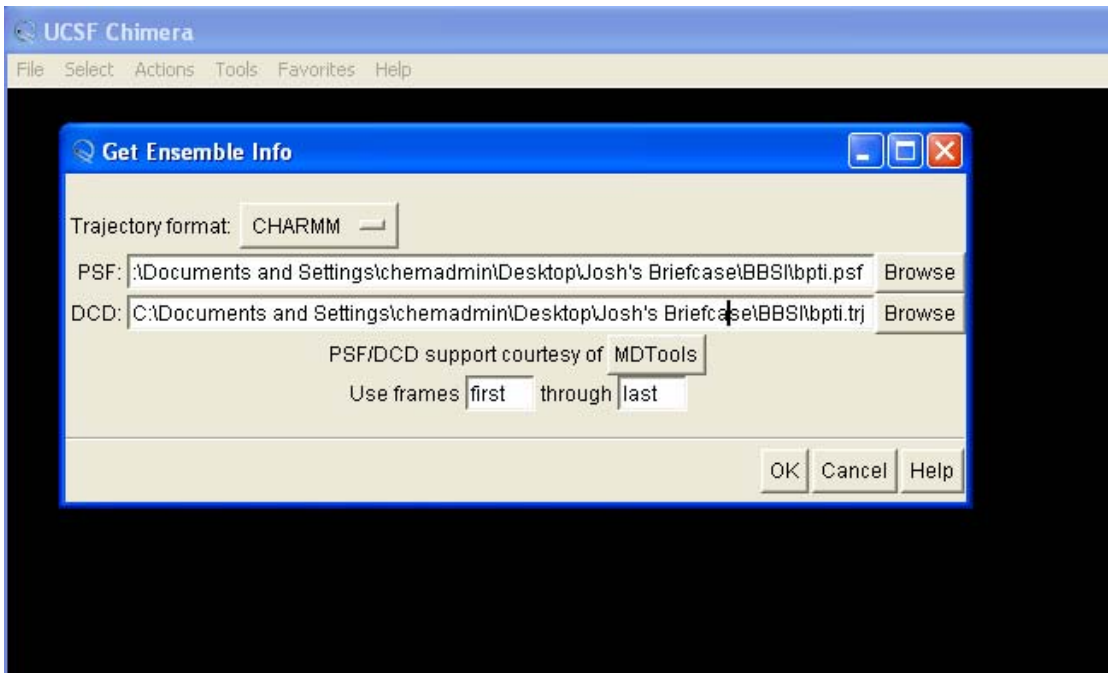 UCSF Chimera
File Select Actions Tools Favorites Help
Get Ensemble Info
Trajectory format: CHARMM
PSF: :\Documents and Settings\chemadmin\Desktop\Josh's Briefcase\BBSI\bpti.psf Browse
DCD: C:\Documents and Settings\chemadmin\Desktop\Josh's Briefcase\BBSI\bpti.trj Browse
PSF/DCD support courtesy of MDTools
Use frames first through last
OK Cancel Help